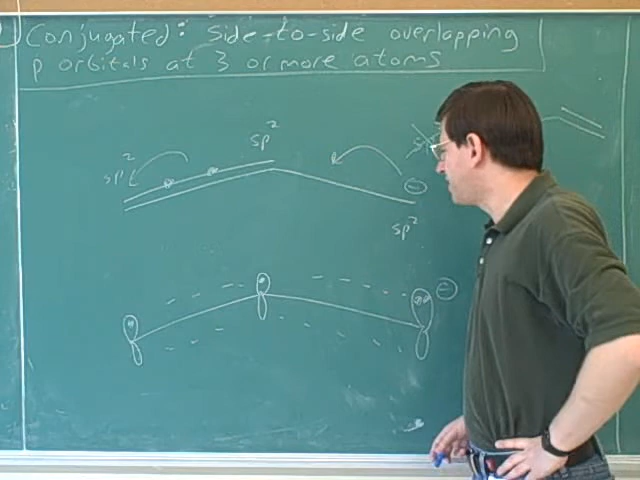 Conjugated: Side-to-side overlapping
p orbitals at 3 or more atoms
sp²
sp²
sp²